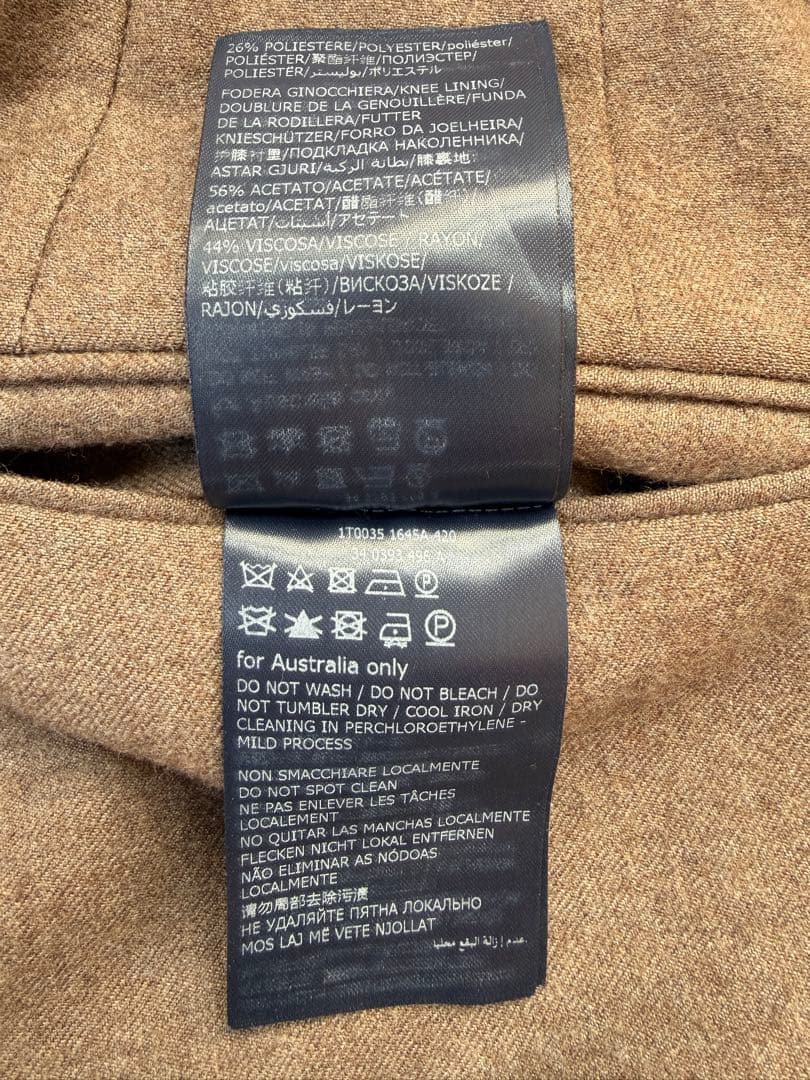 26% POLIESTERE/POLYESTER/poliéster/
POLIÉSTER/聚酯纤维/ПОЛИЭСТЕР/
POLIESTËR/بوليستر/ポリエステル
FODERA GINOCCHIERA/KNEE LINING/
DOUBLURE DE LA GENOUILLÈRE/FUNDA
DE LA RODILLERA/FUTTER
KNIESCHÜTZER/FORRO DA JOELHEIRA/
护膝衬里/ПОДКЛАДКА НАКОЛЕННИКА/
ASTAR GJURI/بطانة الركبة/膝裏地:
56% ACETATO/ACETATE/ACÉTATE/
acetato/ACETAT/醋酯纤维(醋纤)/
АЦЕТАТ/أسيتات/アセテート
44% VISCOSA/VISCOSE RAYON/
VISCOSE/viscosa/VISKOSE/
粘胶纤维(粘纤)/ВИСКОЗА/VISKOZE /
RAJON/فسكوزي/レーヨン
1T0035 1645A 420
for Australia only
DO NOT WASH / DO NOT BLEACH / DO
NOT TUMBLER DRY / COOL IRON / DRY
CLEANING IN PERCHLOROETHYLENE -
MILD PROCESS
NON SMACCHIARE LOCALMENTE
DO NOT SPOT CLEAN
NE PAS ENLEVER LES TÂCHES
LOCALEMENT
NO QUITAR LAS MANCHAS LOCALMENTE
FLECKEN NICHT LOKAL ENTFERNEN
NÃO ELIMINAR AS NÓDOAS
LOCALMENTE
请勿局部去除污渍
НЕ УДАЛЯЙТЕ ПЯТНА ЛОКАЛЬНО
MOS LAJ MË VETE NJOLLAT
عدم إزالة البقع محليا.